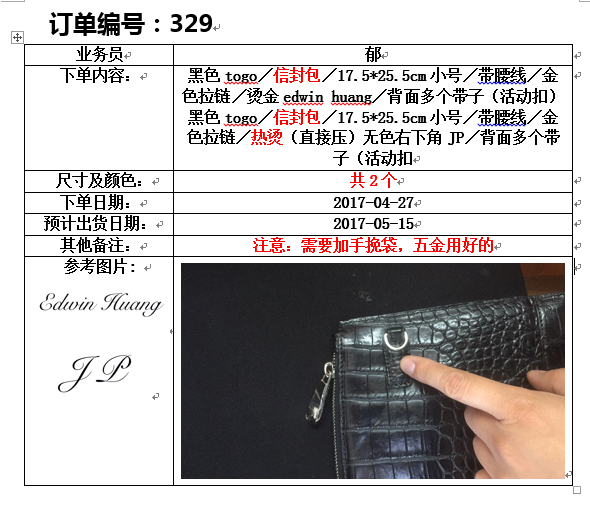 订单编号：329
业务员
郁
下单内容：
黑色 togo／信封包／17.5*25.5cm 小号／带腰线／金
色拉链／烫金 edwin huang／背面多个带子（活动扣）
黑色 togo／信封包／17.5*25.5cm 小号／带腰线／金
色拉链／热烫（直接压）无色右下角 JP／背面多个带
子（活动扣
尺寸及颜色：
共 2 个
下单日期：
2017-04-27
预计出货日期：
2017-05-15
其他备注：
注意：需要加手挽袋，五金用好的
参考图片：
Edwin Huang
J P